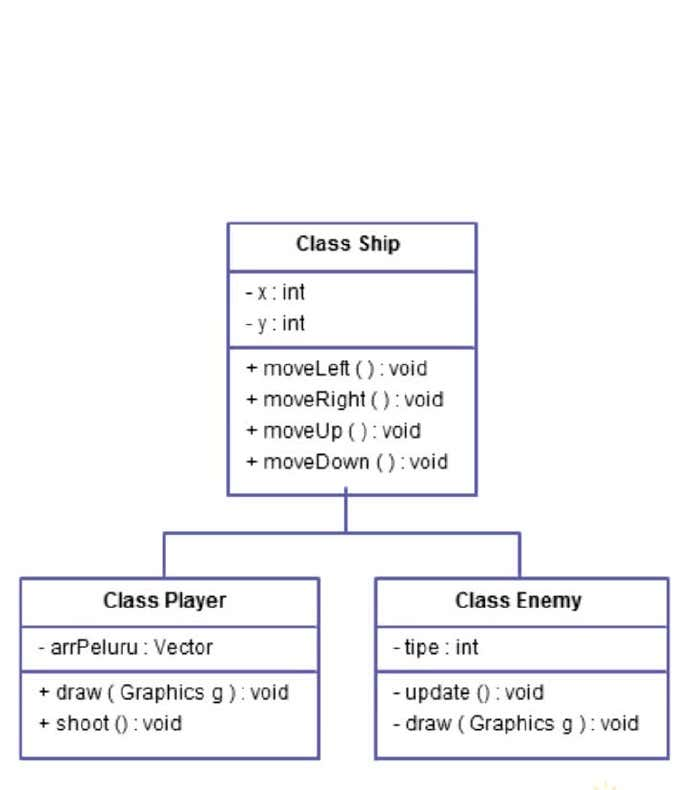 Class Ship
- x : int
- y : int
+ moveLeft ( ) : void
+ moveRight ( ) : void
+ moveUp ( ) : void
+ moveDown ( ) : void
Class Player
- arrPeluru : Vector
+ draw ( Graphics g ) : void
+ shoot () : void
Class Enemy
- tipe : int
- update () : void
- draw ( Graphics g ) : void